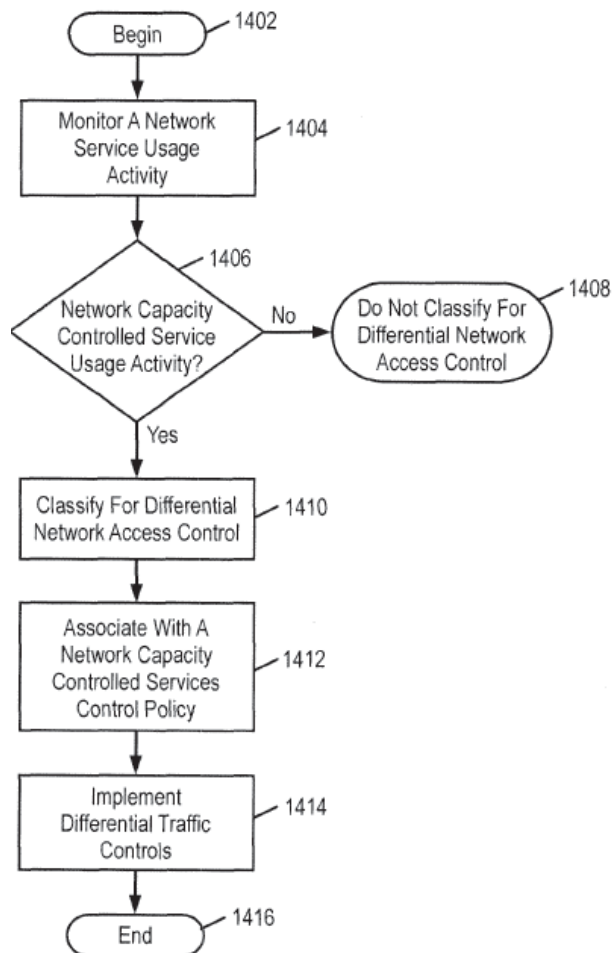 Begin
1402
Monitor A Network
Service Usage
Activity
1404
1406
Network Capacity
Controlled Service
Usage Activity?
No
1408
Do Not Classify For
Differential Network
Access Control
Yes
Classify For Differential
Network Access Control
1410
Associate With A
Network Capacity
Controlled Services
Control Policy
1412
Implement
Differential Traffic
Controls
1414
End
1416